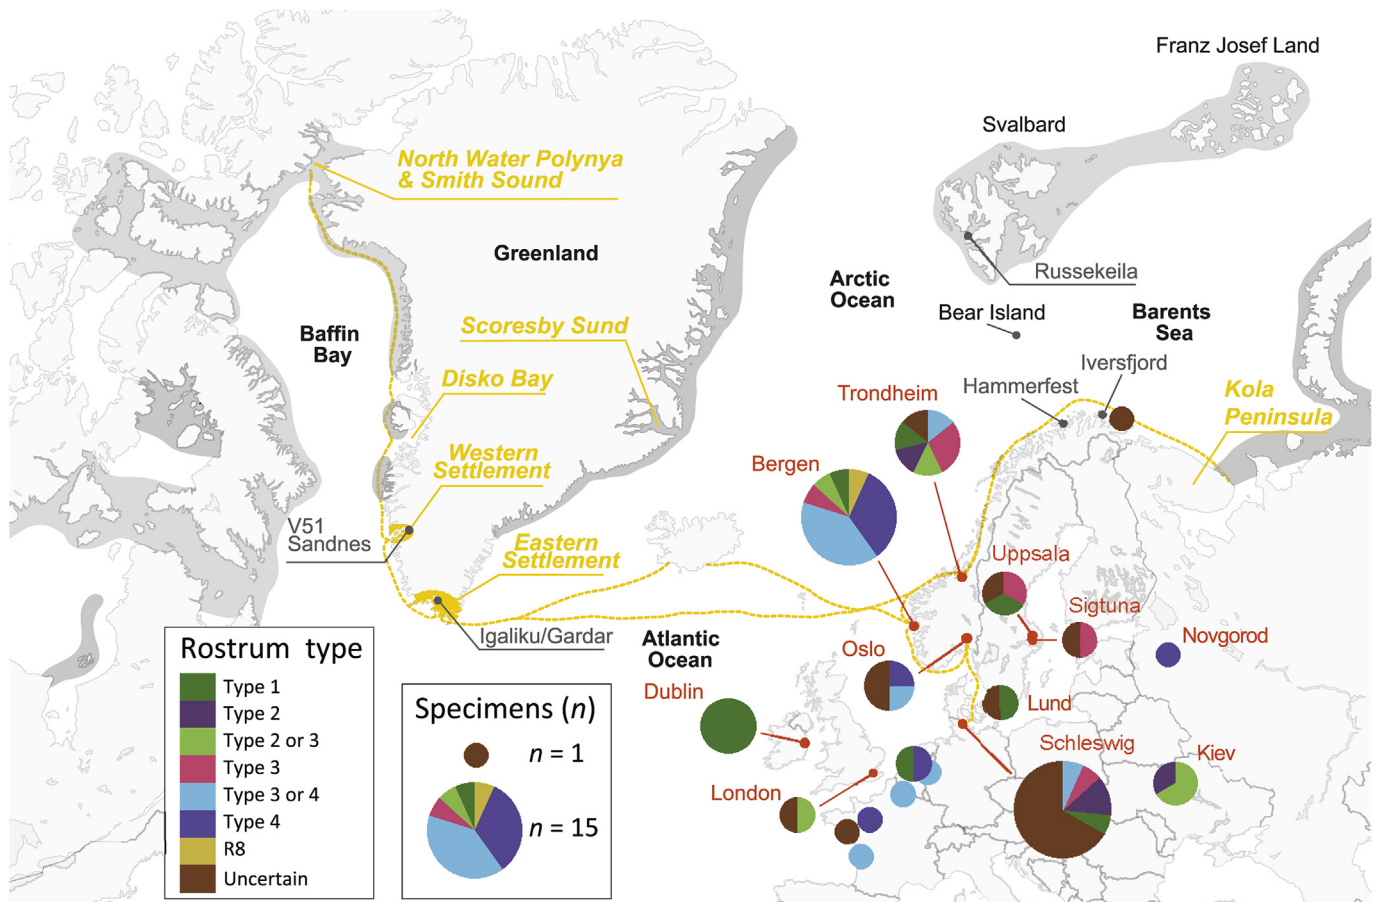 Franz Josef Land
Svalbard
North Water Polynya
& Smith Sound
Greenland
Russekeila
Arctic
Ocean
Bear Island
Barents
Sea
Scoresby Sund
Baffin
Bay
Iversfjord
Hammerfest
Disko Bay
Trondheim
Kola
Peninsula
Western
Settlement
Bergen
V51
Sandnes
Eastern
Settlement
Uppsala
Sigtuna
Igaliku/Gardar
Atlantic
Ocean
Novgorod
Oslo
Dublin
Lund
Schleswig
Kiev
London
Rostrum type
Type 1
Type 2
Type 2 or 3
Type 3
Type 3 or 4
Type 4
R8
Uncertain
Specimens (n)
n = 1
n = 15